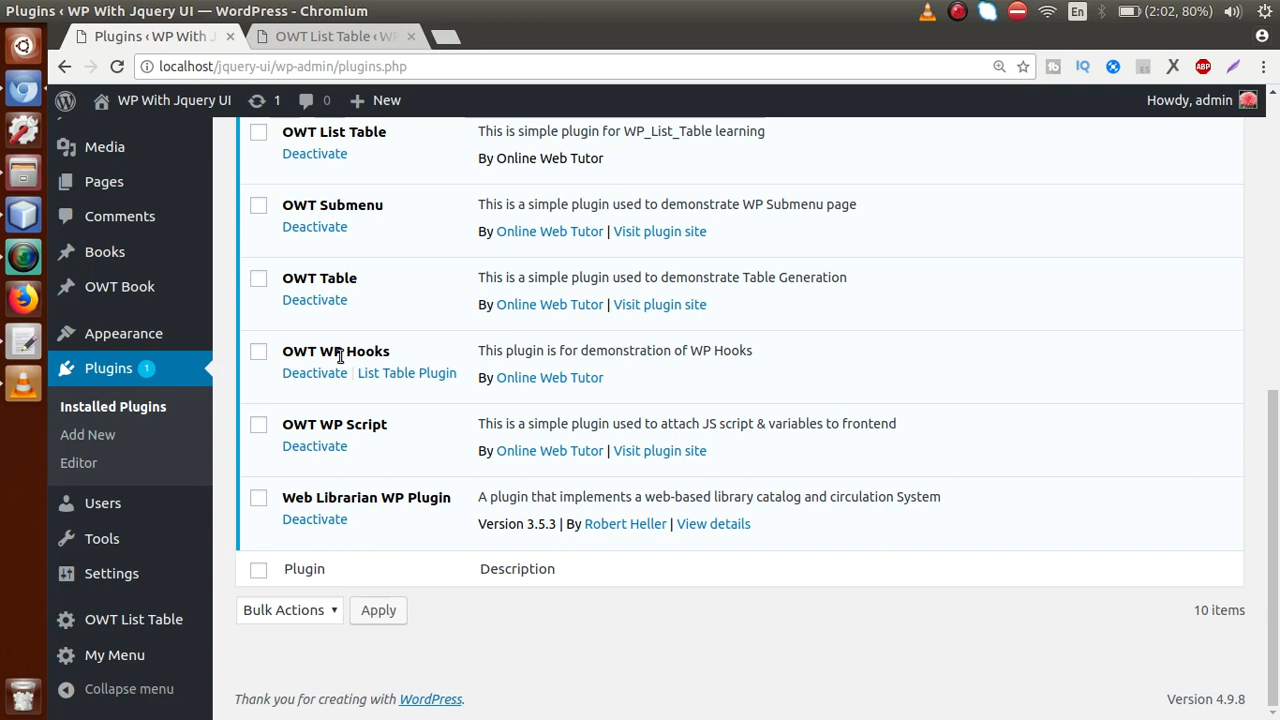 Plugins ‹ WP With Jquery UI — WordPress - Chromium
En
(2:02, 80%)
Plugins ‹ WP With J
OWT List Table ‹ WP
localhost/jquery-ui/wp-admin/plugins.php
IQ
ES
ABP
WP With Jquery UI
1
0
New
Howdy, admin
Media
Pages
Comments
Books
OWT Book
Appearance
Plugins 1
Installed Plugins
Add New
Editor
Users
Tools
Settings
OWT List Table
My Menu
Collapse menu
OWT List Table
This is simple plugin for WP_List_Table learning
Deactivate
By Online Web Tutor
OWT Submenu
This is a simple plugin used to demonstrate WP Submenu page
Deactivate
By Online Web Tutor | Visit plugin site
OWT Table
This is a simple plugin used to demonstrate Table Generation
Deactivate
By Online Web Tutor | Visit plugin site
OWT WP Hooks
This plugin is for demonstration of WP Hooks
Deactivate | List Table Plugin
By Online Web Tutor
OWT WP Script
This is a simple plugin used to attach JS script & variables to frontend
Deactivate
By Online Web Tutor | Visit plugin site
Web Librarian WP Plugin
A plugin that implements a web-based library catalog and circulation System
Deactivate
Version 3.5.3 | By Robert Heller | View details
Plugin
Description
Bulk Actions
Apply
10 items
Thank you for creating with WordPress.
Version 4.9.8